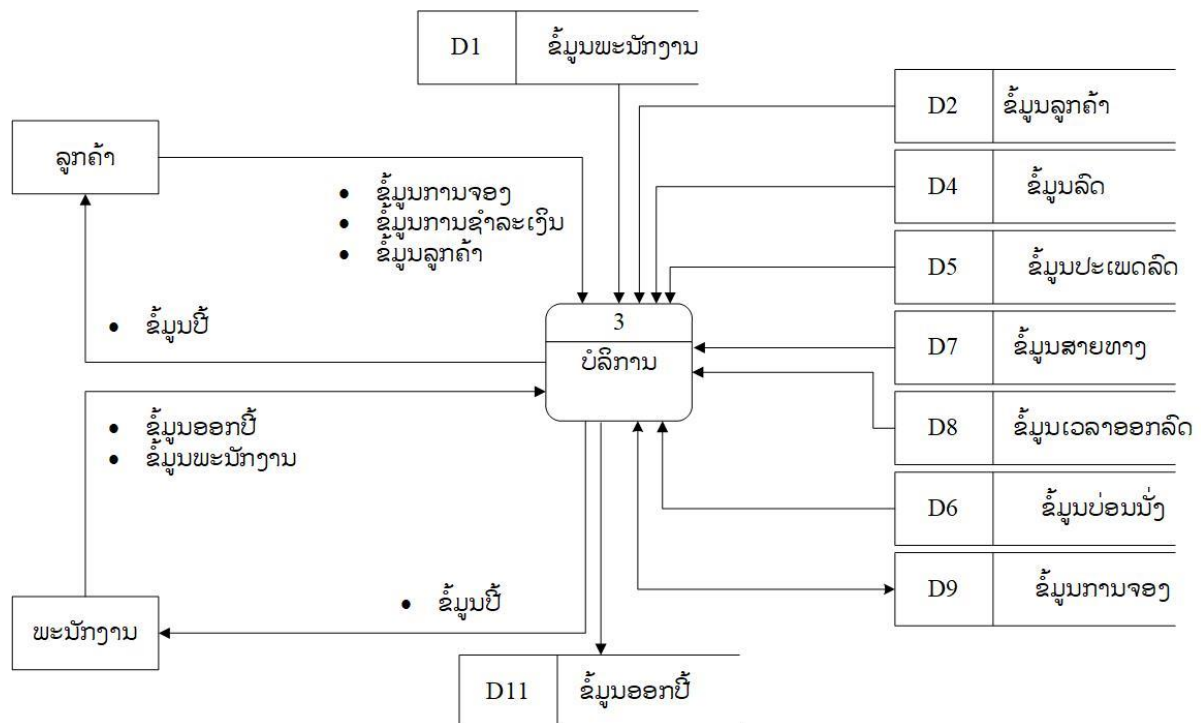 D1 ຂໍ້ມູນພະນັກງານ
D2 ຂໍ້ມູນລູກຄ້າ
ລູກຄ້າ
D4 ຂໍ້ມູນລົດ
• ຂໍ້ມູນການຈອງ
• ຂໍ້ມູນການຊຳລະເງິນ
• ຂໍ້ມູນລູກຄ້າ
D5 ຂໍ້ມູນປະເພດລົດ
• ຂໍ້ມູນປີ້
3
ບໍລິການ
D7 ຂໍ້ມູນສາຍທາງ
• ຂໍ້ມູນອອກປີ້
• ຂໍ້ມູນພະນັກງານ
D8 ຂໍ້ມູນເວລາອອກລົດ
D6 ຂໍ້ມູນບ່ອນນັ່ງ
D9 ຂໍ້ມູນການຈອງ
• ຂໍ້ມູນປີ້
ພະນັກງານ
D11 ຂໍ້ມູນອອກປີ້